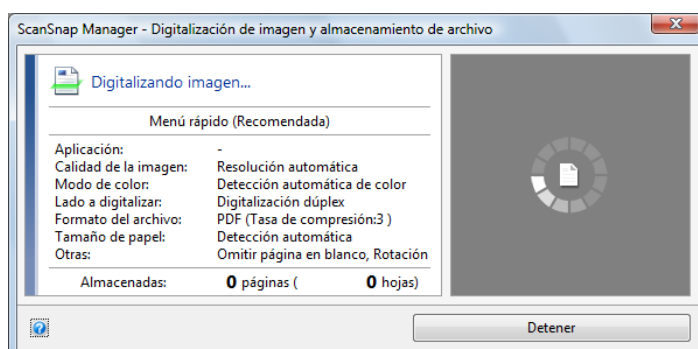 ScanSnap Manager - Digitalización de imagen y almacenamiento de archivo
Digitalizando imagen...
Menú rápido (Recomendada)
Aplicación: -
Calidad de la imagen: Resolución automática
Modo de color: Detección automática de color
Lado a digitalizar: Digitalización dúplex
Formato del archivo: PDF (Tasa de compresión:3 )
Tamaño de papel: Detección automática
Otras: Omitir página en blanco, Rotación
Almacenadas: 0 páginas ( 0 hojas)
? Detener